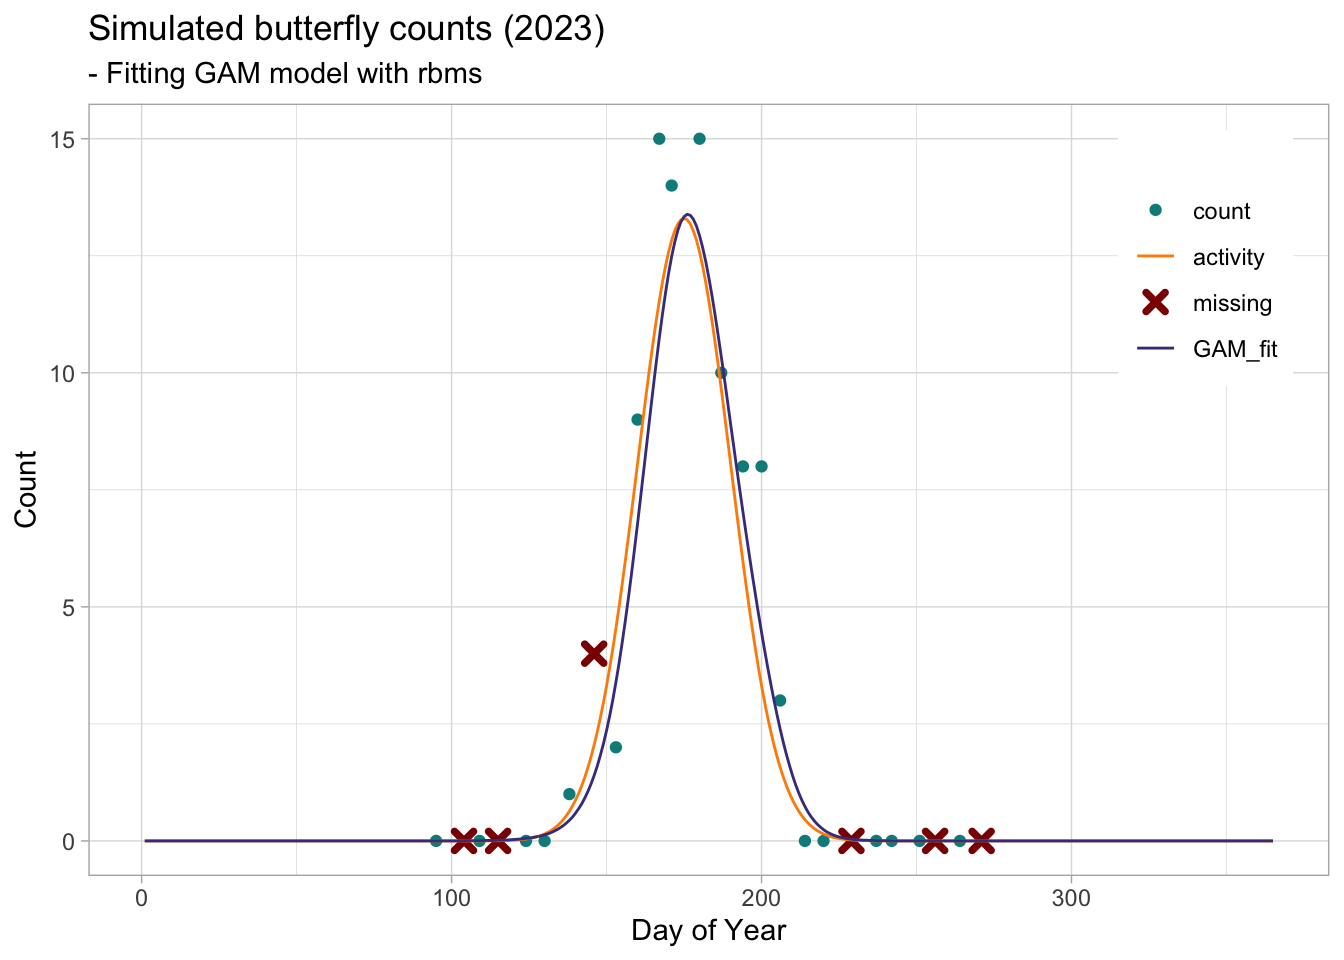 Simulated butterfly counts (2023)
- Fitting GAM model with rbms
15
10
5
0
Count
0 100 200 300
Day of Year
count
activity
missing
GAM_fit